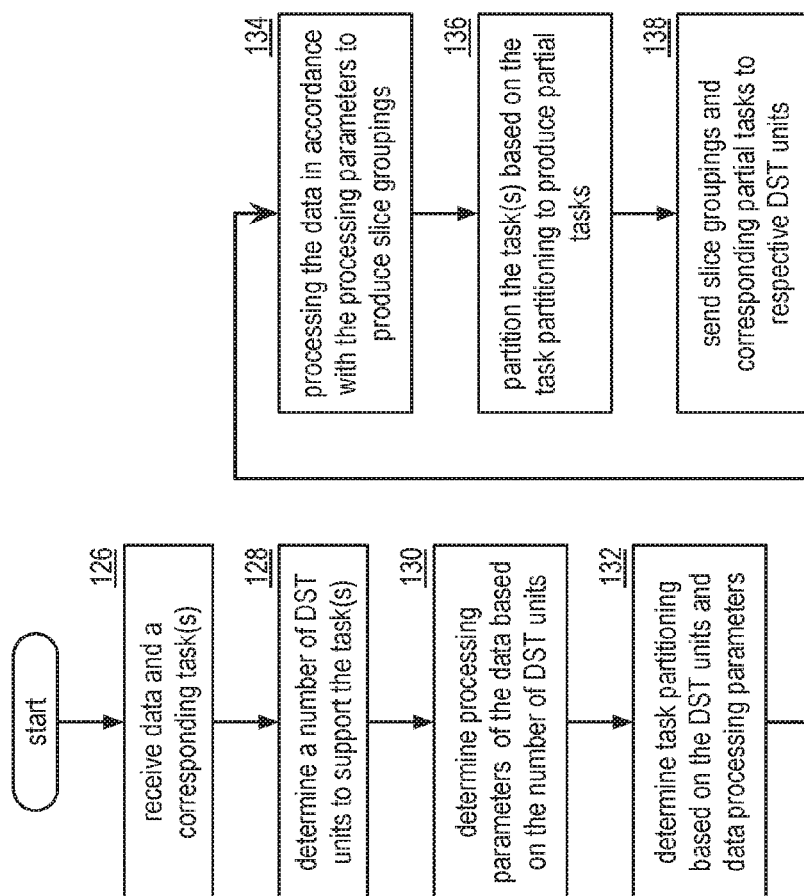 start
126
receive data and a
corresponding task(s)
128
determine a number of DST
units to support the task(s)
130
determine processing
parameters of the data based
on the number of DST units
132
determine task partitioning
based on the DST units and
data processing parameters
134
processing the data in accordance
with the processing parameters to
produce slice groupings
136
partition the task(s) based on the
task partitioning to produce partial
tasks
138
send slice groupings and
corresponding partial tasks to
respective DST units